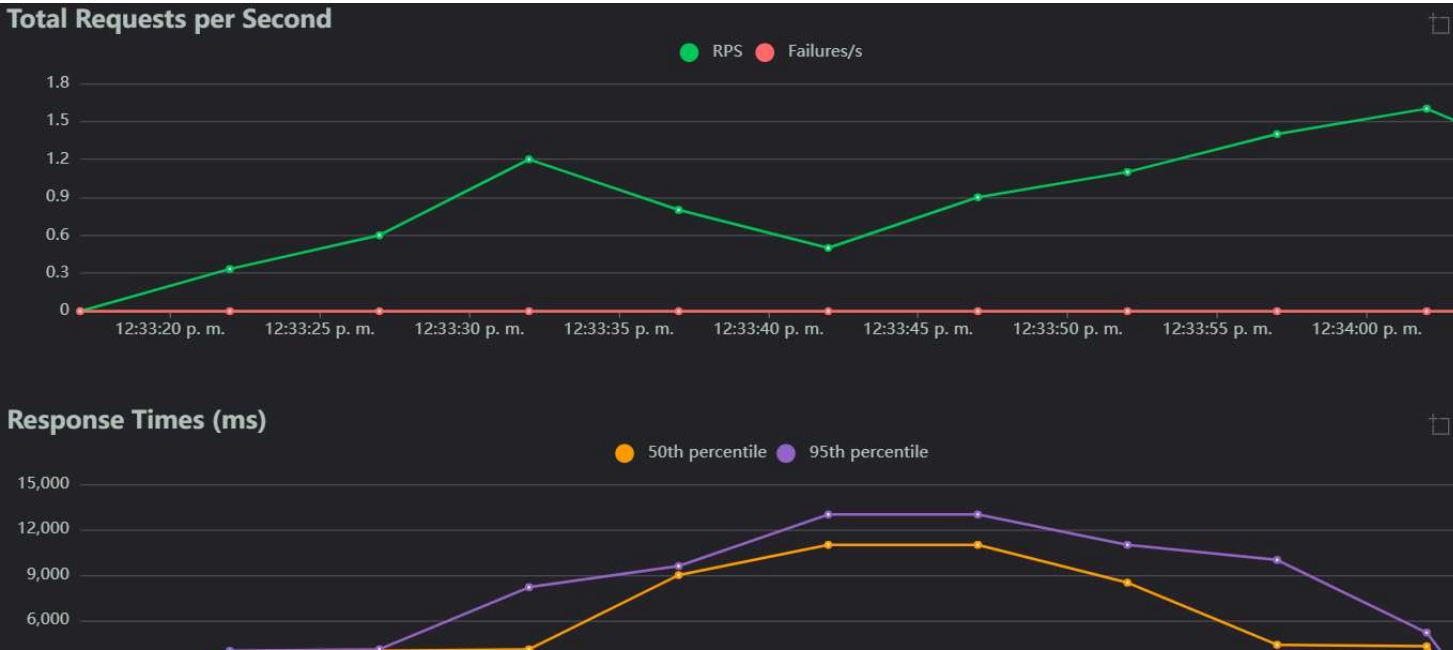 Total Requests per Second
RPS Failures/s
1.8
1.5
1.2
0.9
0.6
0.3
0
12:33:20 p. m. 12:33:25 p. m. 12:33:30 p. m. 12:33:35 p. m. 12:33:40 p. m. 12:33:45 p. m. 12:33:50 p. m. 12:33:55 p. m. 12:34:00 p. m.
Response Times (ms)
50th percentile 95th percentile
15,000
12,000
9,000
6,000